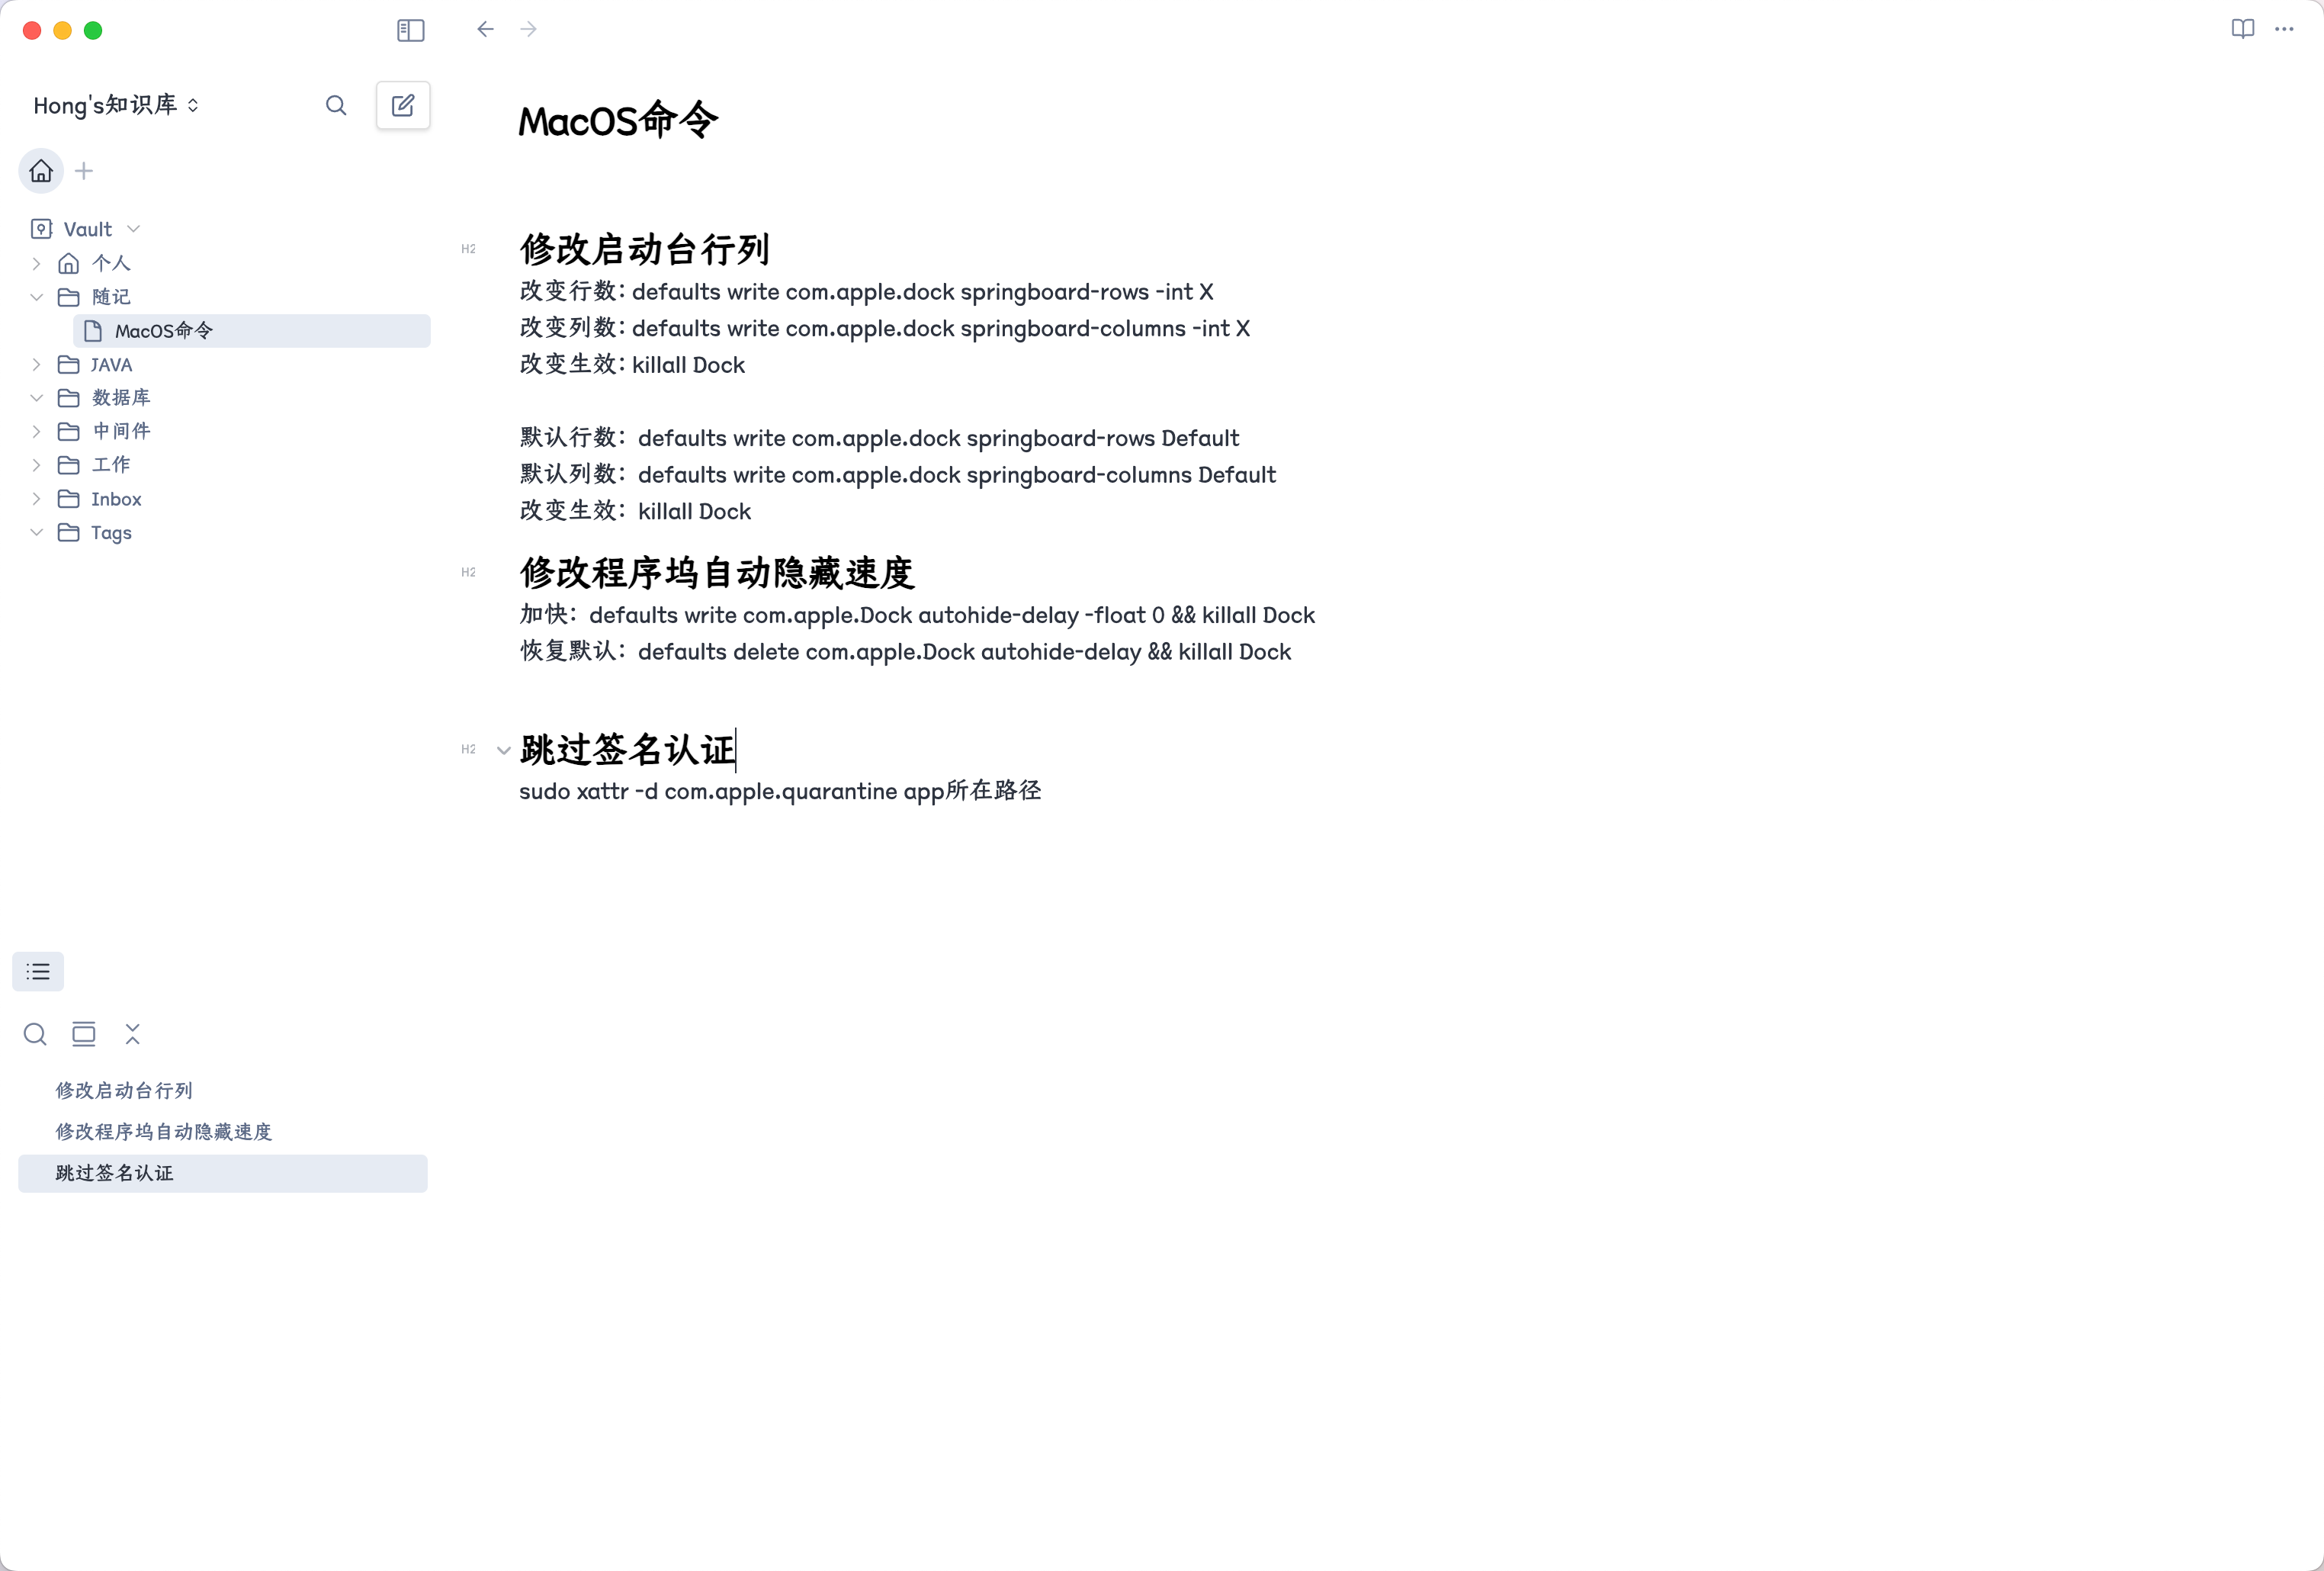 Hong's知识库
Vault
个人
随记
MacOS命令
JAVA
数据库
中间件
工作
Inbox
Tags
修改启动台行列
修改程序坞自动隐藏速度
跳过签名认证
MacOS命令
H2
修改启动台行列
改变行数：defaults write com.apple.dock springboard-rows -int X
改变列数：defaults write com.apple.dock springboard-columns -int X
改变生效：killall Dock
默认行数：defaults write com.apple.dock springboard-rows Default
默认列数：defaults write com.apple.dock springboard-columns Default
改变生效：killall Dock
H2
修改程序坞自动隐藏速度
加快：defaults write com.apple.Dock autohide-delay -float 0 && killall Dock
恢复默认：defaults delete com.apple.Dock autohide-delay && killall Dock
H2
跳过签名认证
sudo xattr -d com.apple.quarantine app所在路径